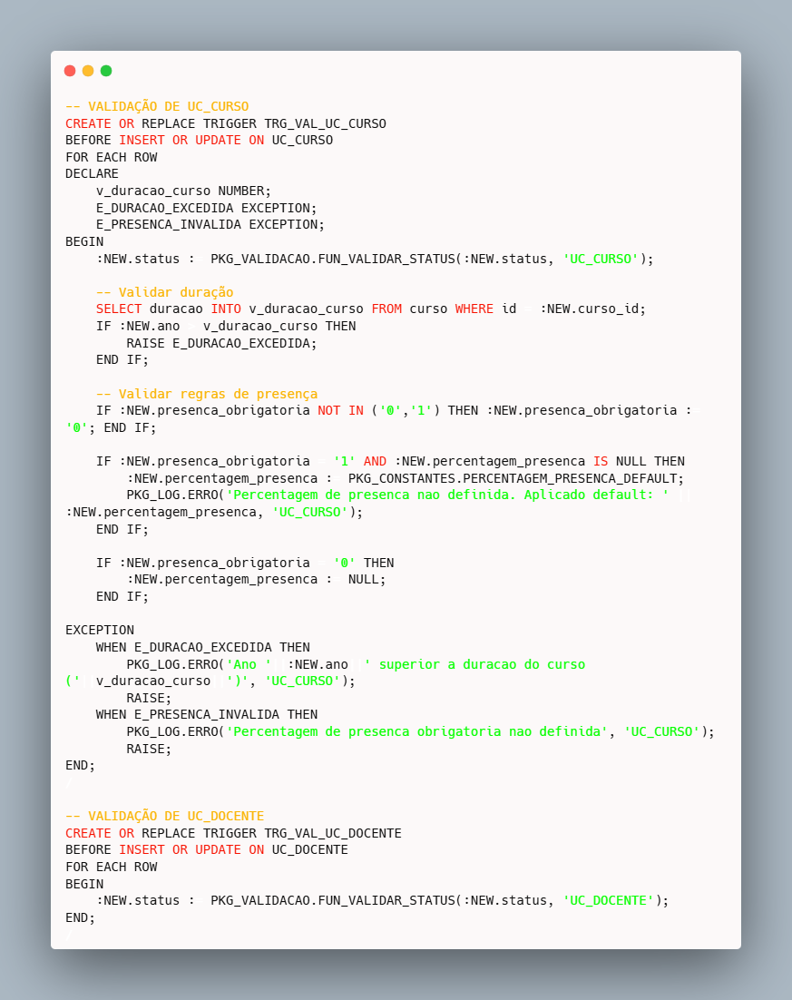 -- VALIDAÇÃO DE UC_CURSO
CREATE OR REPLACE TRIGGER TRG_VAL_UC_CURSO
BEFORE INSERT OR UPDATE ON UC_CURSO
FOR EACH ROW
DECLARE
    v_duracao_curso NUMBER;
    E_DURACAO_EXCEDIDA EXCEPTION;
    E_PRESENCA_INVALIDA EXCEPTION;
BEGIN
    :NEW.status :  PKG_VALIDACAO.FUN_VALIDAR_STATUS(:NEW.status, 'UC_CURSO');
    -- Validar duração
    SELECT duracao INTO v_duracao_curso FROM curso WHERE id   :NEW.curso_id;
    IF :NEW.ano   v_duracao_curso THEN
        RAISE E_DURACAO_EXCEDIDA;
    END IF;
    -- Validar regras de presença
    IF :NEW.presenca_obrigatoria NOT IN ('0','1') THEN :NEW.presenca_obrigatoria :
'0'; END IF;
    IF :NEW.presenca_obrigatoria   '1' AND :NEW.percentagem_presenca IS NULL THEN
        :NEW.percentagem_presenca :  PKG_CONSTANTES.PERCENTAGEM_PRESENCA_DEFAULT;
        PKG_LOG.ERRO('Percentagem de presenca nao definida. Aplicado default: '
:NEW.percentagem_presenca, 'UC_CURSO');
    END IF;
    IF :NEW.presenca_obrigatoria   '0' THEN
        :NEW.percentagem_presenca :  NULL;
    END IF;
EXCEPTION
    WHEN E_DURACAO_EXCEDIDA THEN
        PKG_LOG.ERRO('Ano '  :NEW.ano  ' superior a duracao do curso
('  v_duracao_curso  ')', 'UC_CURSO');
        RAISE;
    WHEN E_PRESENCA_INVALIDA THEN
        PKG_LOG.ERRO('Percentagem de presenca obrigatoria nao definida', 'UC_CURSO');
        RAISE;
END;
-- VALIDAÇÃO DE UC_DOCENTE
CREATE OR REPLACE TRIGGER TRG_VAL_UC_DOCENTE
BEFORE INSERT OR UPDATE ON UC_DOCENTE
FOR EACH ROW
BEGIN
    :NEW.status :  PKG_VALIDACAO.FUN_VALIDAR_STATUS(:NEW.status, 'UC_DOCENTE');
END;